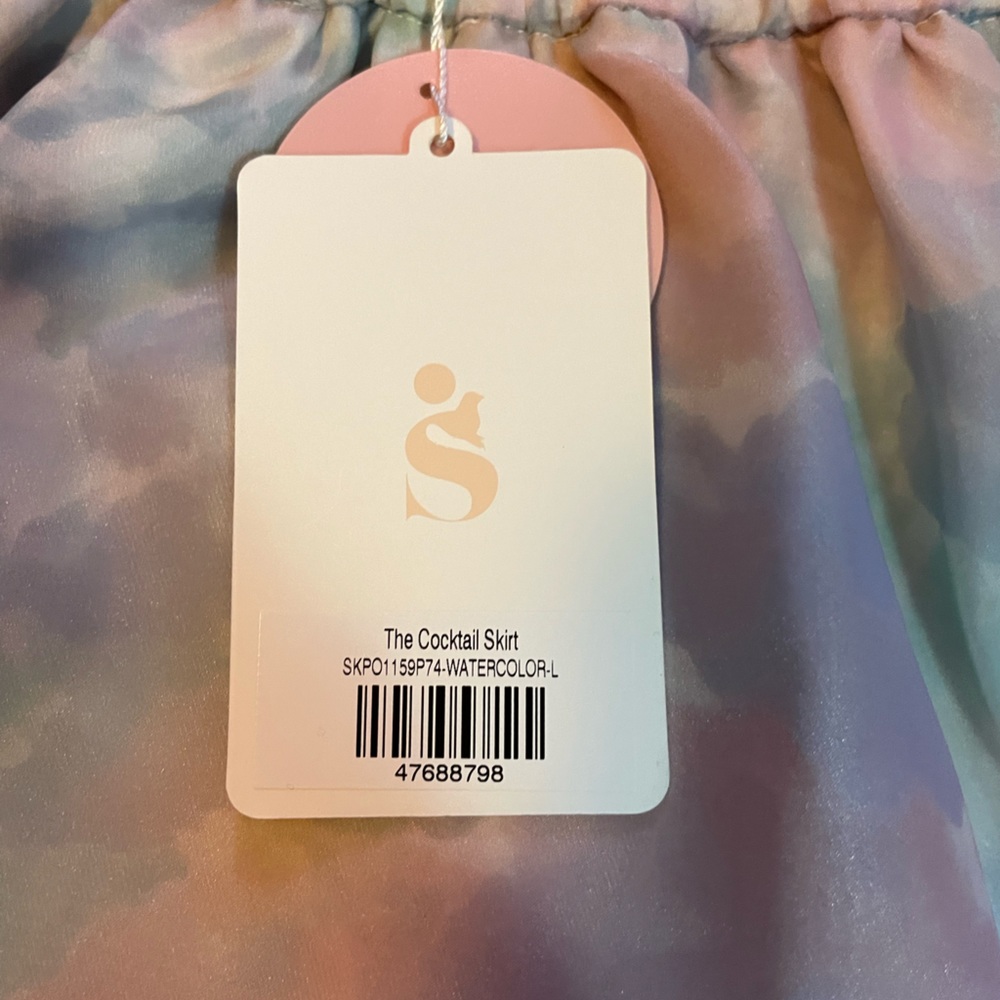 S
The Cocktail Skirt
SKPO1159P74-WATERCOLOR-L
47688798